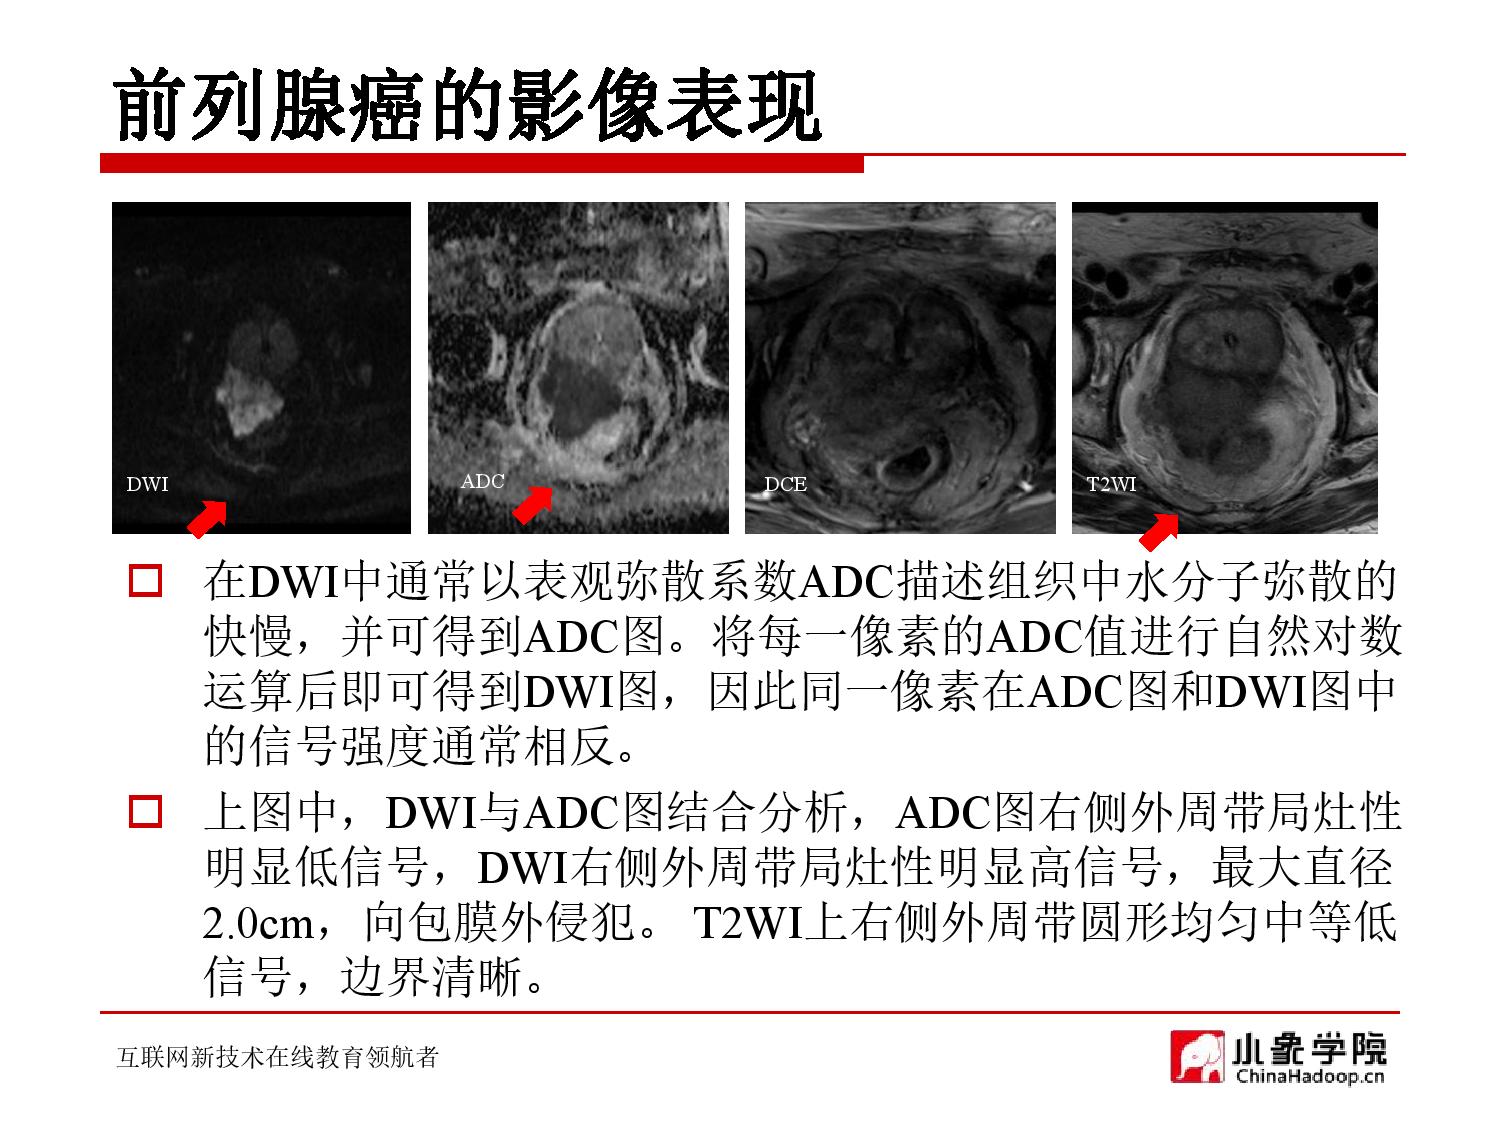 前列腺癌的影像表现
DWI
ADC
DCE
T2WI
在DWI中通常以表观弥散系数ADC描述组织中水分子弥散的
快慢，并可得到ADC图。将每一像素的ADC值进行自然对数
运算后即可得到DWI图，因此同一像素在ADC图和DWI图中
的信号强度通常相反。
上图中，DWI与ADC图结合分析，ADC图右侧外周带局灶性
明显低信号，DWI右侧外周带局灶性明显高信号，最大直径
2.0cm，向包膜外侵犯。 T2WI上右侧外周带圆形均匀中等低
信号，边界清晰。
互联网新技术在线教育领航者
小象学院
ChinaHadoop.cn